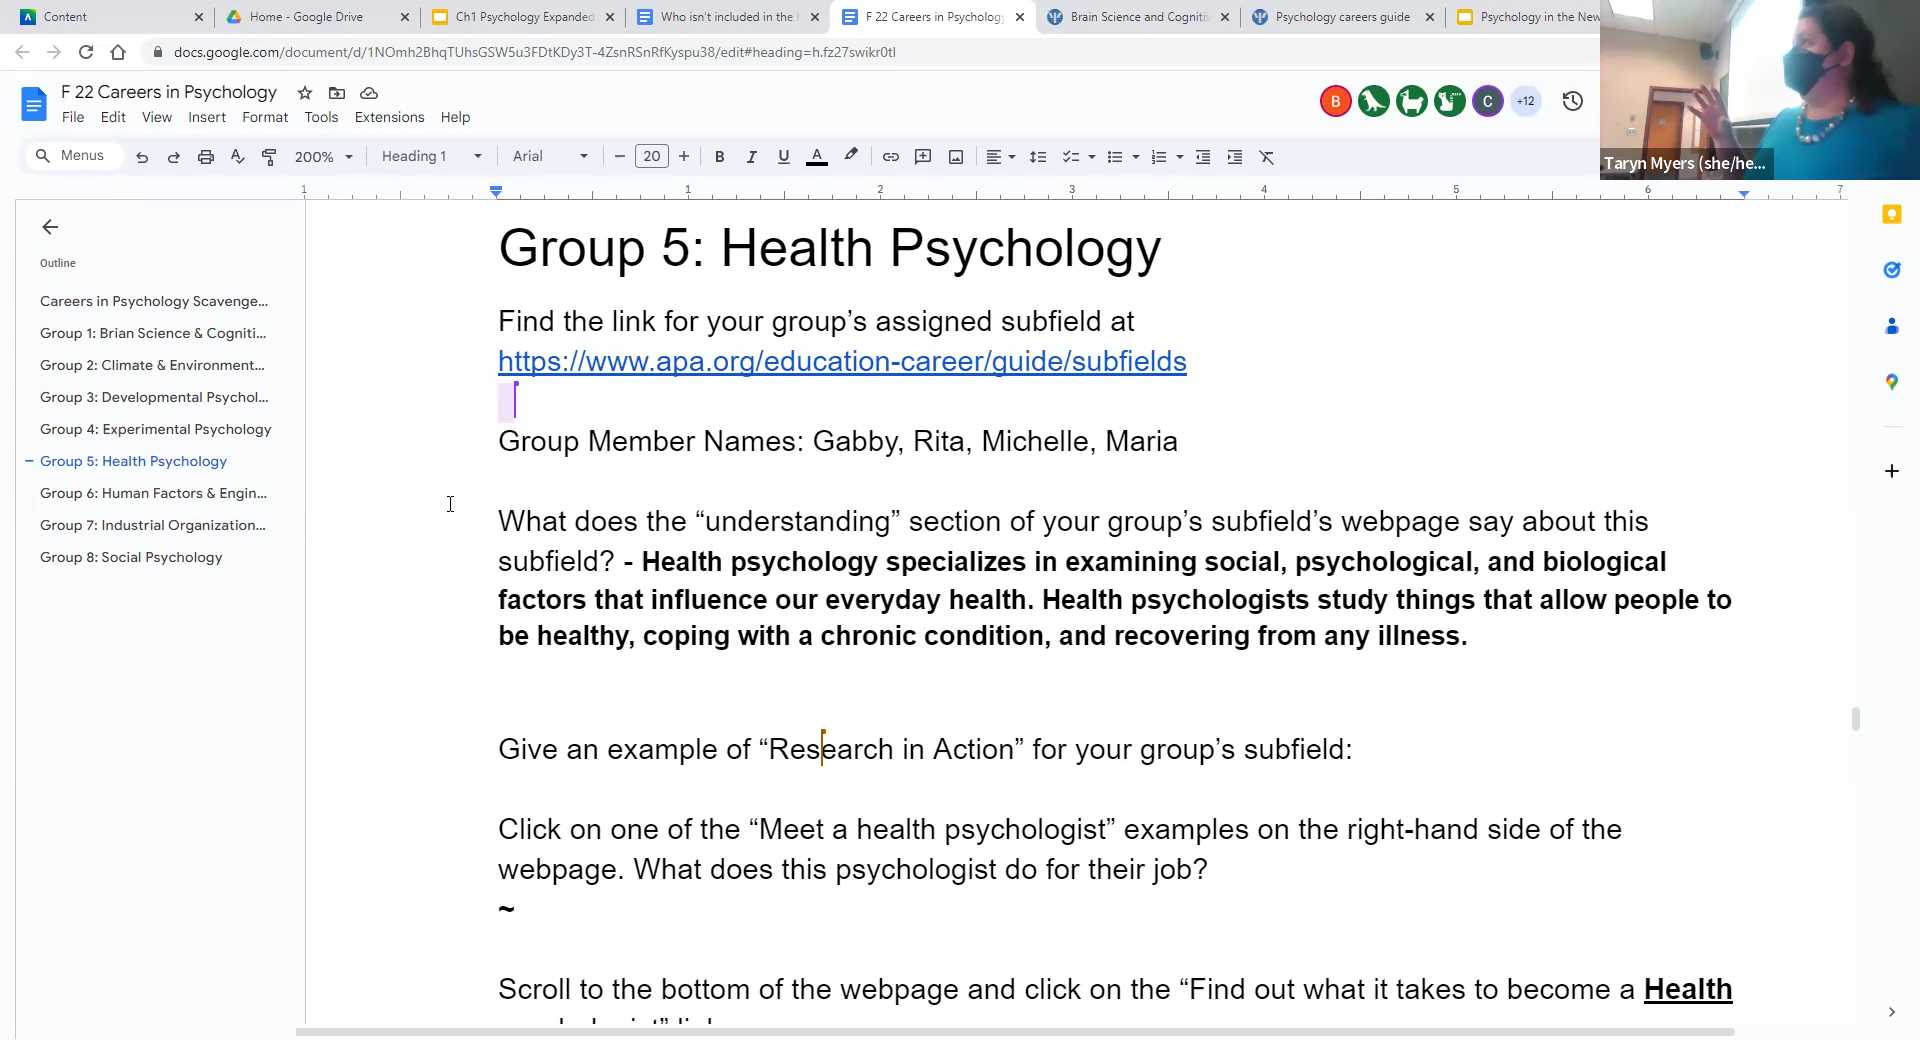 Content
Home - Google Drive
Ch1 Psychology Expanded
Who isn't included in the h
F 22 Careers in Psychology
Brain Science and Cogniti
Psychology careers guide
Psychology in the New
docs.google.com/document/d/1NOmh2BhqTUhsGSW5u3FDtKDy3T-4ZsnRSnRfKyspu38/edit#heading=h.fz27swikr0tl
F 22 Careers in Psychology
B
C
+12
File Edit View Insert Format Tools Extensions Help
Menus 200% Heading 1 Arial 20 B I U A
Taryn Myers (she/he...
1 1 2 3 4 5 6 7
Outline
Careers in Psychology Scavenge...
Group 1: Brian Science & Cogniti...
Group 2: Climate & Environment...
Group 3: Developmental Psychol...
Group 4: Experimental Psychology
Group 5: Health Psychology
Group 6: Human Factors & Engin...
Group 7: Industrial Organization...
Group 8: Social Psychology
Group 5: Health Psychology
Find the link for your group’s assigned subfield at
https://www.apa.org/education-career/guide/subfields
Group Member Names: Gabby, Rita, Michelle, Maria
What does the “understanding” section of your group’s subfield’s webpage say about this
subfield? - Health psychology specializes in examining social, psychological, and biological
factors that influence our everyday health. Health psychologists study things that allow people to
be healthy, coping with a chronic condition, and recovering from any illness.
Give an example of “Research in Action” for your group’s subfield:
Click on one of the “Meet a health psychologist” examples on the right-hand side of the
webpage. What does this psychologist do for their job?
~
Scroll to the bottom of the webpage and click on the “Find out what it takes to become a Health